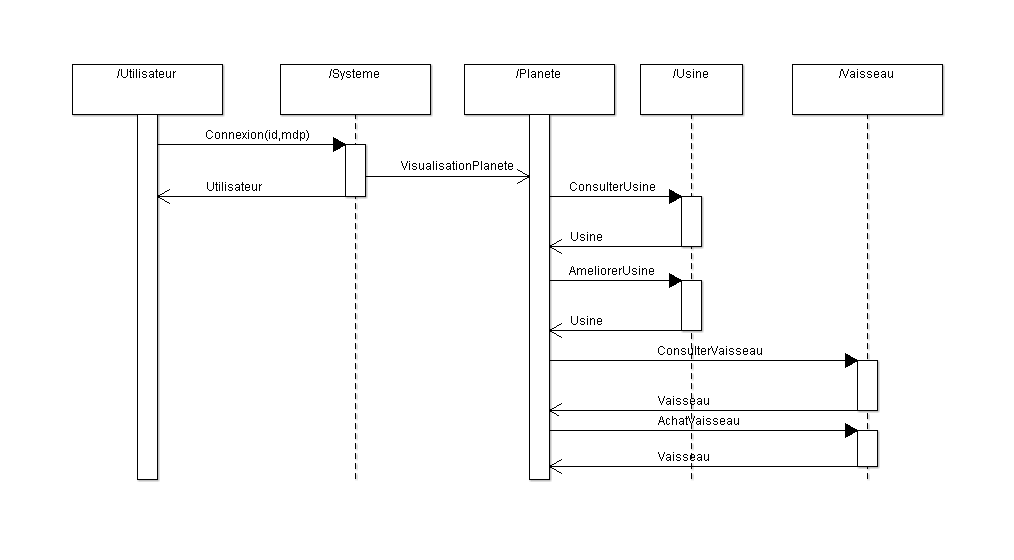 /Utilisateur
/Systeme
/Planete
/Usine
/Vaisseau
Connexion(id,mdp)
VisualisationPlanete
Utilisateur
ConsulterUsine
Usine
AmeliorerUsine
Usine
ConsulterVaisseau
Vaisseau
AchatVaisseau
Vaisseau